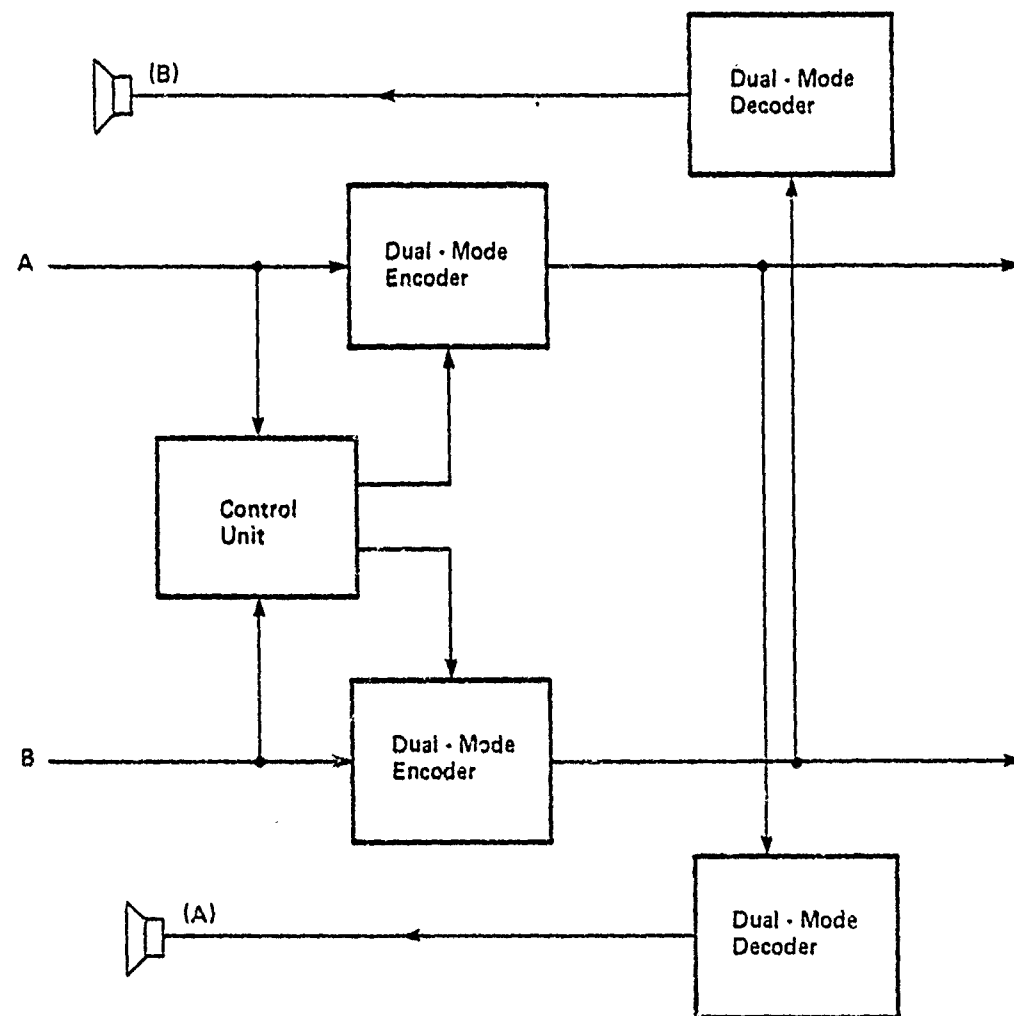 (B)
Dual - Mode
Decoder
A
Dual - Mode
Encoder
Control
Unit
B
Dual - Mode
Encoder
(A)
Dual - Mode
Decoder